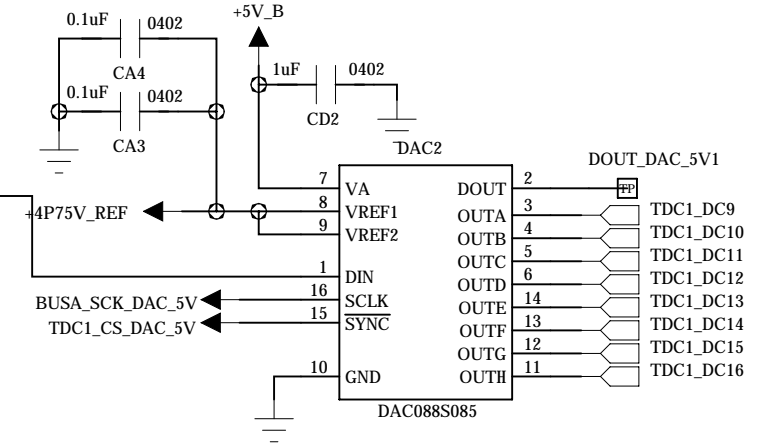 +5V_B
0.1uF 0402
CA4
0.1uF 0402
CA3
1uF 0402
CD2
DAC2
DOUT_DAC_5V1
7 VA DOUT 2 TP
+4P75V_REF 8 VREF1 OUTA 3 TDC1_DC9
9 VREF2 OUTB 4 TDC1_DC10
OUTC 5 TDC1_DC11
1 DIN OUTD 6 TDC1_DC12
BUSA_SCK_DAC_5V 16 SCLK OUTE 14 TDC1_DC13
TDC1_CS_DAC_5V 15 SYNC OUTF 13 TDC1_DC14
OUTG 12 TDC1_DC15
10 GND OUTH 11 TDC1_DC16
DAC088S085